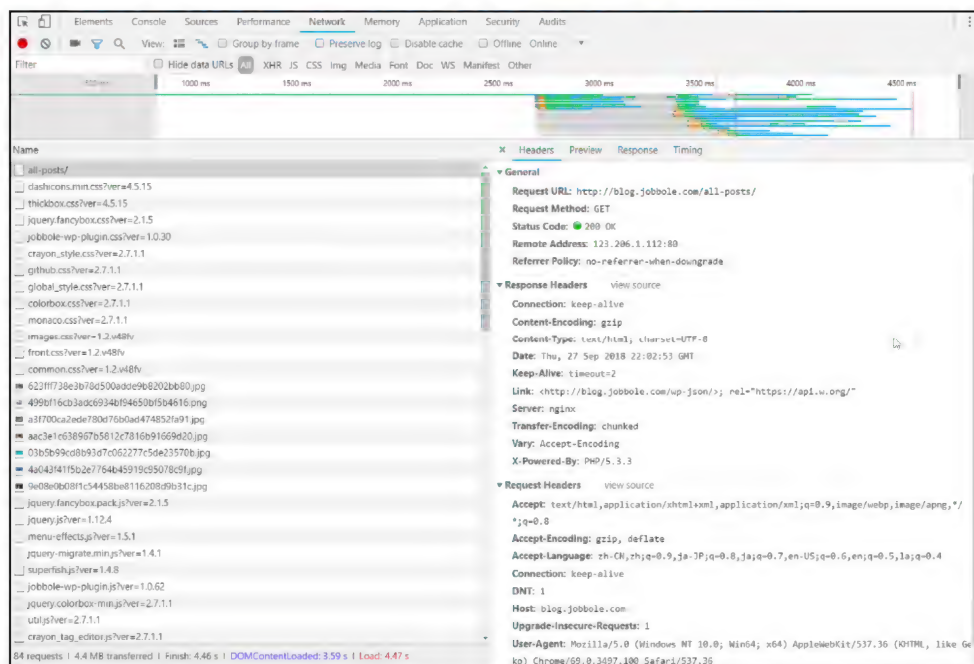 Elements Console Sources Performance Network Memory Application Security Audits
View: Group by frame Preserve log Disable cache Offline Online
Filter Hide data URLs All XHR JS CSS Img Media Font Doc WS Manifest Other
500 ms 1000 ms 1500 ms 2000 ms 2500 ms 3000 ms 3500 ms 4000 ms 4500 ms
Name
all-posts/
dashicons.min.css?ver=4.5.15
thickbox.css?ver=4.5.15
jquery.fancybox.css?ver=2.1.5
jobbole-wp-plugin.css?ver=1.0.30
crayon_style.css?ver=2.7.1.1
github.css?ver=2.7.1.1
global_style.css?ver=2.7.1.1
colorbox.css?ver=2.7.1.1
monaco.css?ver=2.7.1.1
images.css?ver=1.2.v48fv
front.css?ver=1.2.v48fv
common.css?ver=1.2.v48fv
623fff738e3b78d500adde9b8202bb80.jpg
499bf16cb3adc6934bf94650bf5b4616.png
a3f700ca2ede780d76b0ad474852fa91.jpg
aac3e1c638967b5812c7816b91669d20.jpg
03b5b99cd8b93d7c062277c5de23570b.jpg
4a043f41f5b2e7764b45919c95078c9f.jpg
9e08e0b08f1c54458be8116208d9b31c.jpg
jquery.fancybox.pack.js?ver=2.1.5
jquery.js?ver=1.12.4
menu-effects.js?ver=1.5.1
jquery-migrate.min.js?ver=1.4.1
superfish.js?ver=1.4.8
jobbole-wp-plugin.js?ver=1.0.62
jquery.colorbox-min.js?ver=2.7.1.1
util.js?ver=2.7.1.1
crayon_tag_editor.js?ver=2.7.1.1
84 requests | 4.4 MB transferred | Finish: 4.46 s | DOMContentLoaded: 3.59 s | Load: 4.47 s
× Headers Preview Response Timing
General
Request URL: http://blog.jobbole.com/all-posts/
Request Method: GET
Status Code: 200 OK
Remote Address: 123.206.1.112:80
Referrer Policy: no-referrer-when-downgrade
Response Headers view source
Connection: keep-alive
Content-Encoding: gzip
Content-Type: text/html; charset=UTF-8
Date: Thu, 27 Sep 2018 22:02:53 GMT
Keep-Alive: timeout=2
Link: <http://blog.jobbole.com/wp-json/>; rel="https://api.w.org/"
Server: nginx
Transfer-Encoding: chunked
Vary: Accept-Encoding
X-Powered-By: PHP/5.3.3
Request Headers view source
Accept: text/html,application/xhtml+xml,application/xml;q=0.9,image/webp,image/apng,*/
*;q=0.8
Accept-Encoding: gzip, deflate
Accept-Language: zh-CN,zh;q=0.9,ja-JP;q=0.8,ja;q=0.7,en-US;q=0.6,en;q=0.5,la;q=0.4
Connection: keep-alive
DNT: 1
Host: blog.jobbole.com
Upgrade-Insecure-Requests: 1
User-Agent: Mozilla/5.0 (Windows NT 10.0; Win64; x64) AppleWebKit/537.36 (KHTML, like Ge
ko) Chrome/69.0.3497.100 Safari/537.36